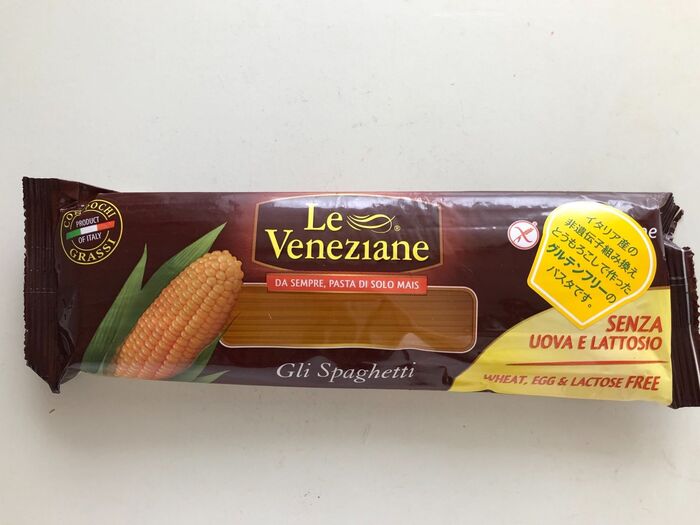 CON POCHI
GRASSI
PRODUCT
OF ITALY
Le
Veneziane
®
DA SEMPRE, PASTA DI SOLO MAIS
Gli Spaghetti
イタリア産の
非遺伝子組み換え
とうもろこしで作った
グルテンフリーの
パスタです。
ne
SENZA
UOVA E LATTOSIO
WHEAT, EGG & LACTOSE FREE